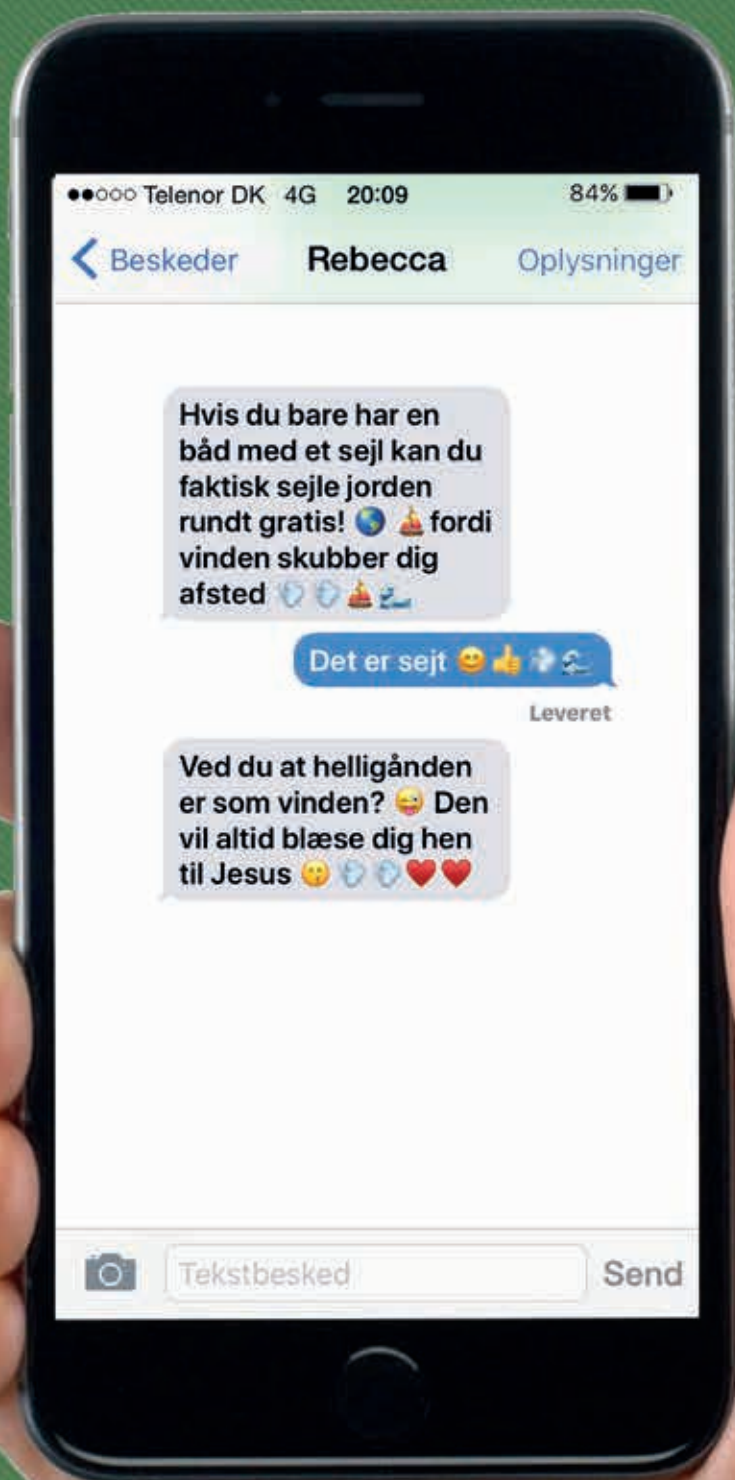 ●●○○○ Telenor DK 4G 20:09 84%
Beskeder Rebecca Oplysninger
Hvis du bare har en
båd med et sejl kan du
faktisk sejle jorden
rundt gratis! 🌎 ⛵ fordi
vinden skubber dig
afsted 💨 💨 ⛵ 🌊
Det er sejt 😊 👍 💨 🌊
Leveret
Ved du at helligånden
er som vinden? 😜 Den
vil altid blæse dig hen
til Jesus 😙 💨 💨 ❤️ ❤️
Tekstbesked Send